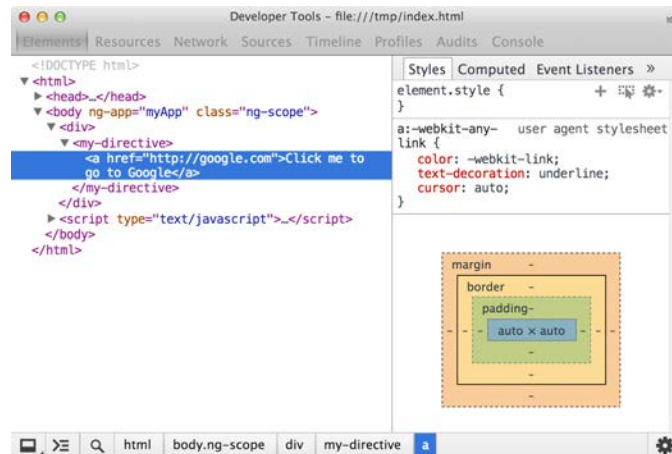 Developer Tools - file:///tmp/index.html
Elements Resources Network Sources Timeline Profiles Audits Console
<!DOCTYPE html>
▼<html>
▶<head>…</head>
▼<body ng-app="myApp" class="ng-scope">
▼<div>
▼<my-directive>
<a href="http://google.com">Click me to
go to Google</a>
</my-directive>
</div>
▶<script type="text/javascript">…</script>
</body>
</html>
Styles Computed Event Listeners »
element.style {
}
a:-webkit-any- user agent stylesheet
link {
color: -webkit-link;
text-decoration: underline;
cursor: auto;
}
margin -
border -
padding-
- - - auto × auto - - -
-
-
-
html body.ng-scope div my-directive a